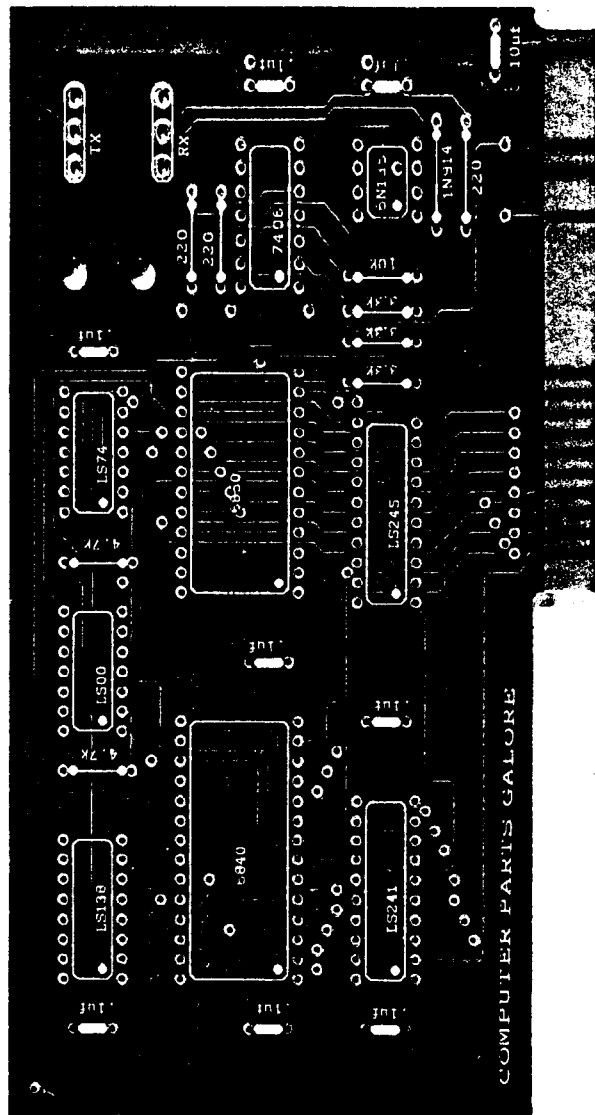 .1uf
.1uf
10uf
TX
RX
1N914
220
7406
6N13
220
220
10K
3.3K
3.3K
3.3K
.1uf
LS74
6850
LS245
4.7K
LS00
.1uf
.1uf
4.7K
LS138
6840
LS241
.1uf
.1uf
.1uf
COMPUTER PARTS GALORE